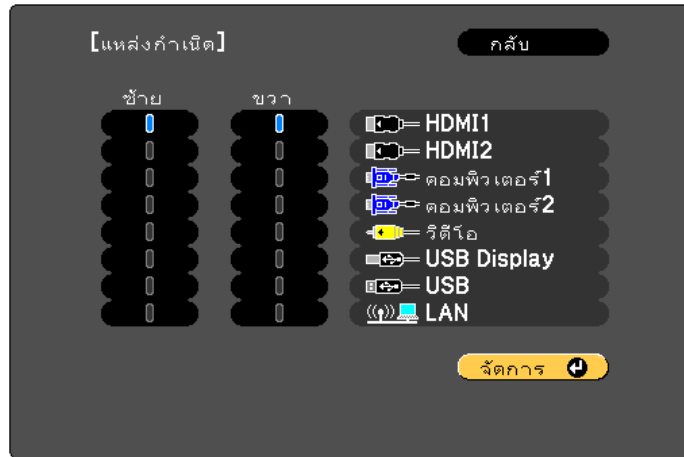 [แหล่งกำเนิด]
กลับ
ซ้าย ขวา
HDMI1
HDMI2
คอมพิวเตอร์1
คอมพิวเตอร์2
วิดีโอ
USB Display
USB
LAN
จัดการ